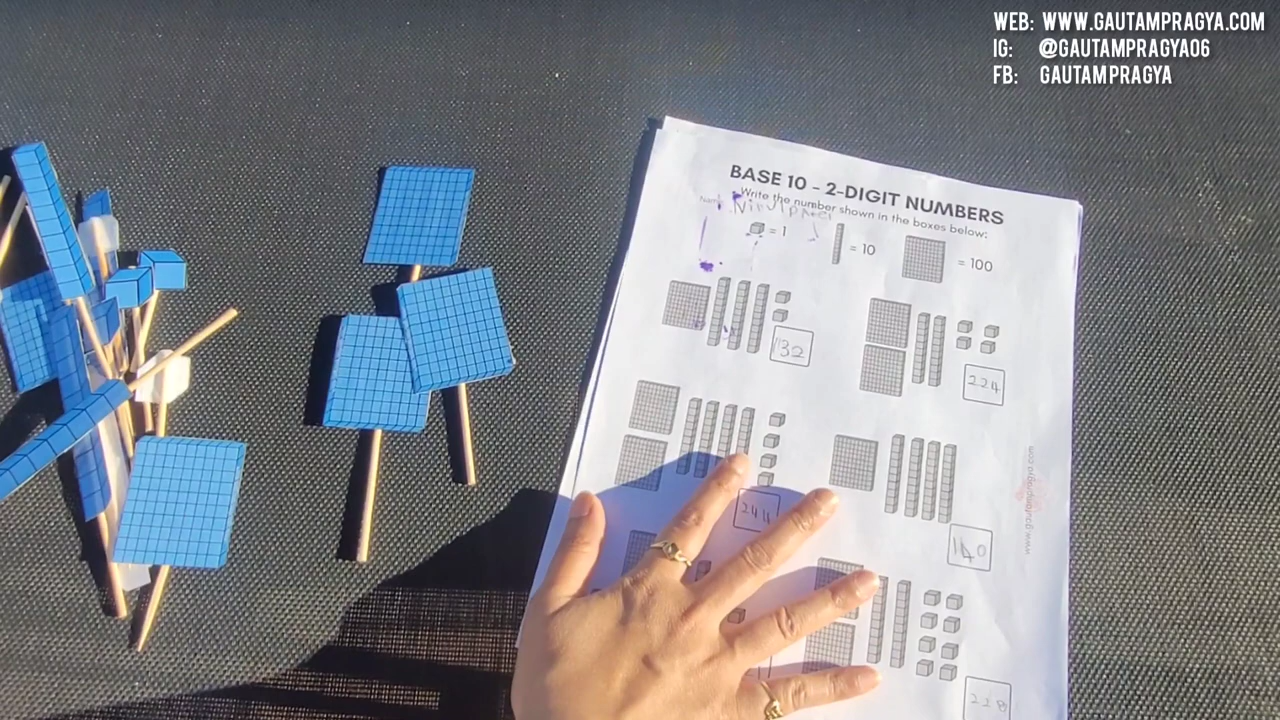 WEB: WWW.GAUTAMPRAGYA.COM
IG: @GAUTAMPRAGYA06
FB: GAUTAMPRAGYA
BASE 10 - 2-DIGIT NUMBERS
Write the number shown in the boxes below:
= 1
= 10
= 100
132
224
244
140
228
www.gautampragya.com